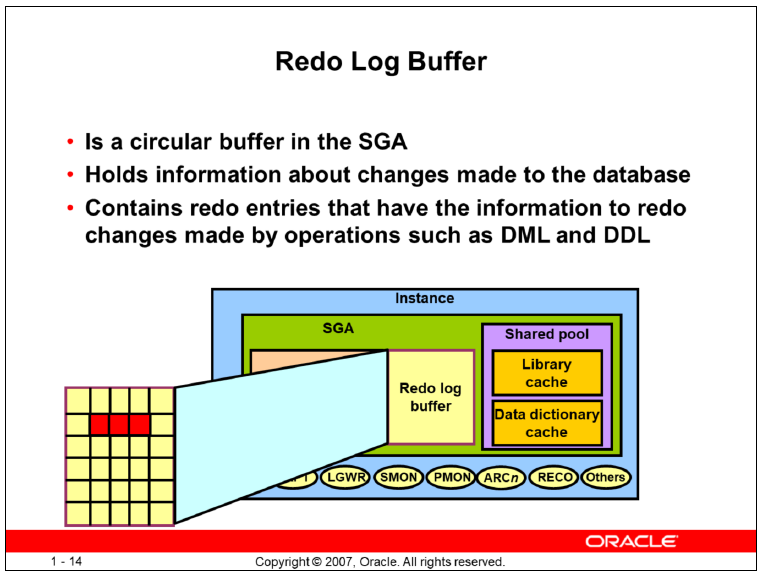 Redo Log Buffer
• Is a circular buffer in the SGA
• Holds information about changes made to the database
• Contains redo entries that have the information to redo
changes made by operations such as DML and DDL
Instance
SGA
Shared pool
Library
cache
Redo log
buffer
Data dictionary
cache
LGWR SMON PMON ARCn RECO Others
ORACLE
1 - 14
Copyright © 2007, Oracle. All rights reserved.